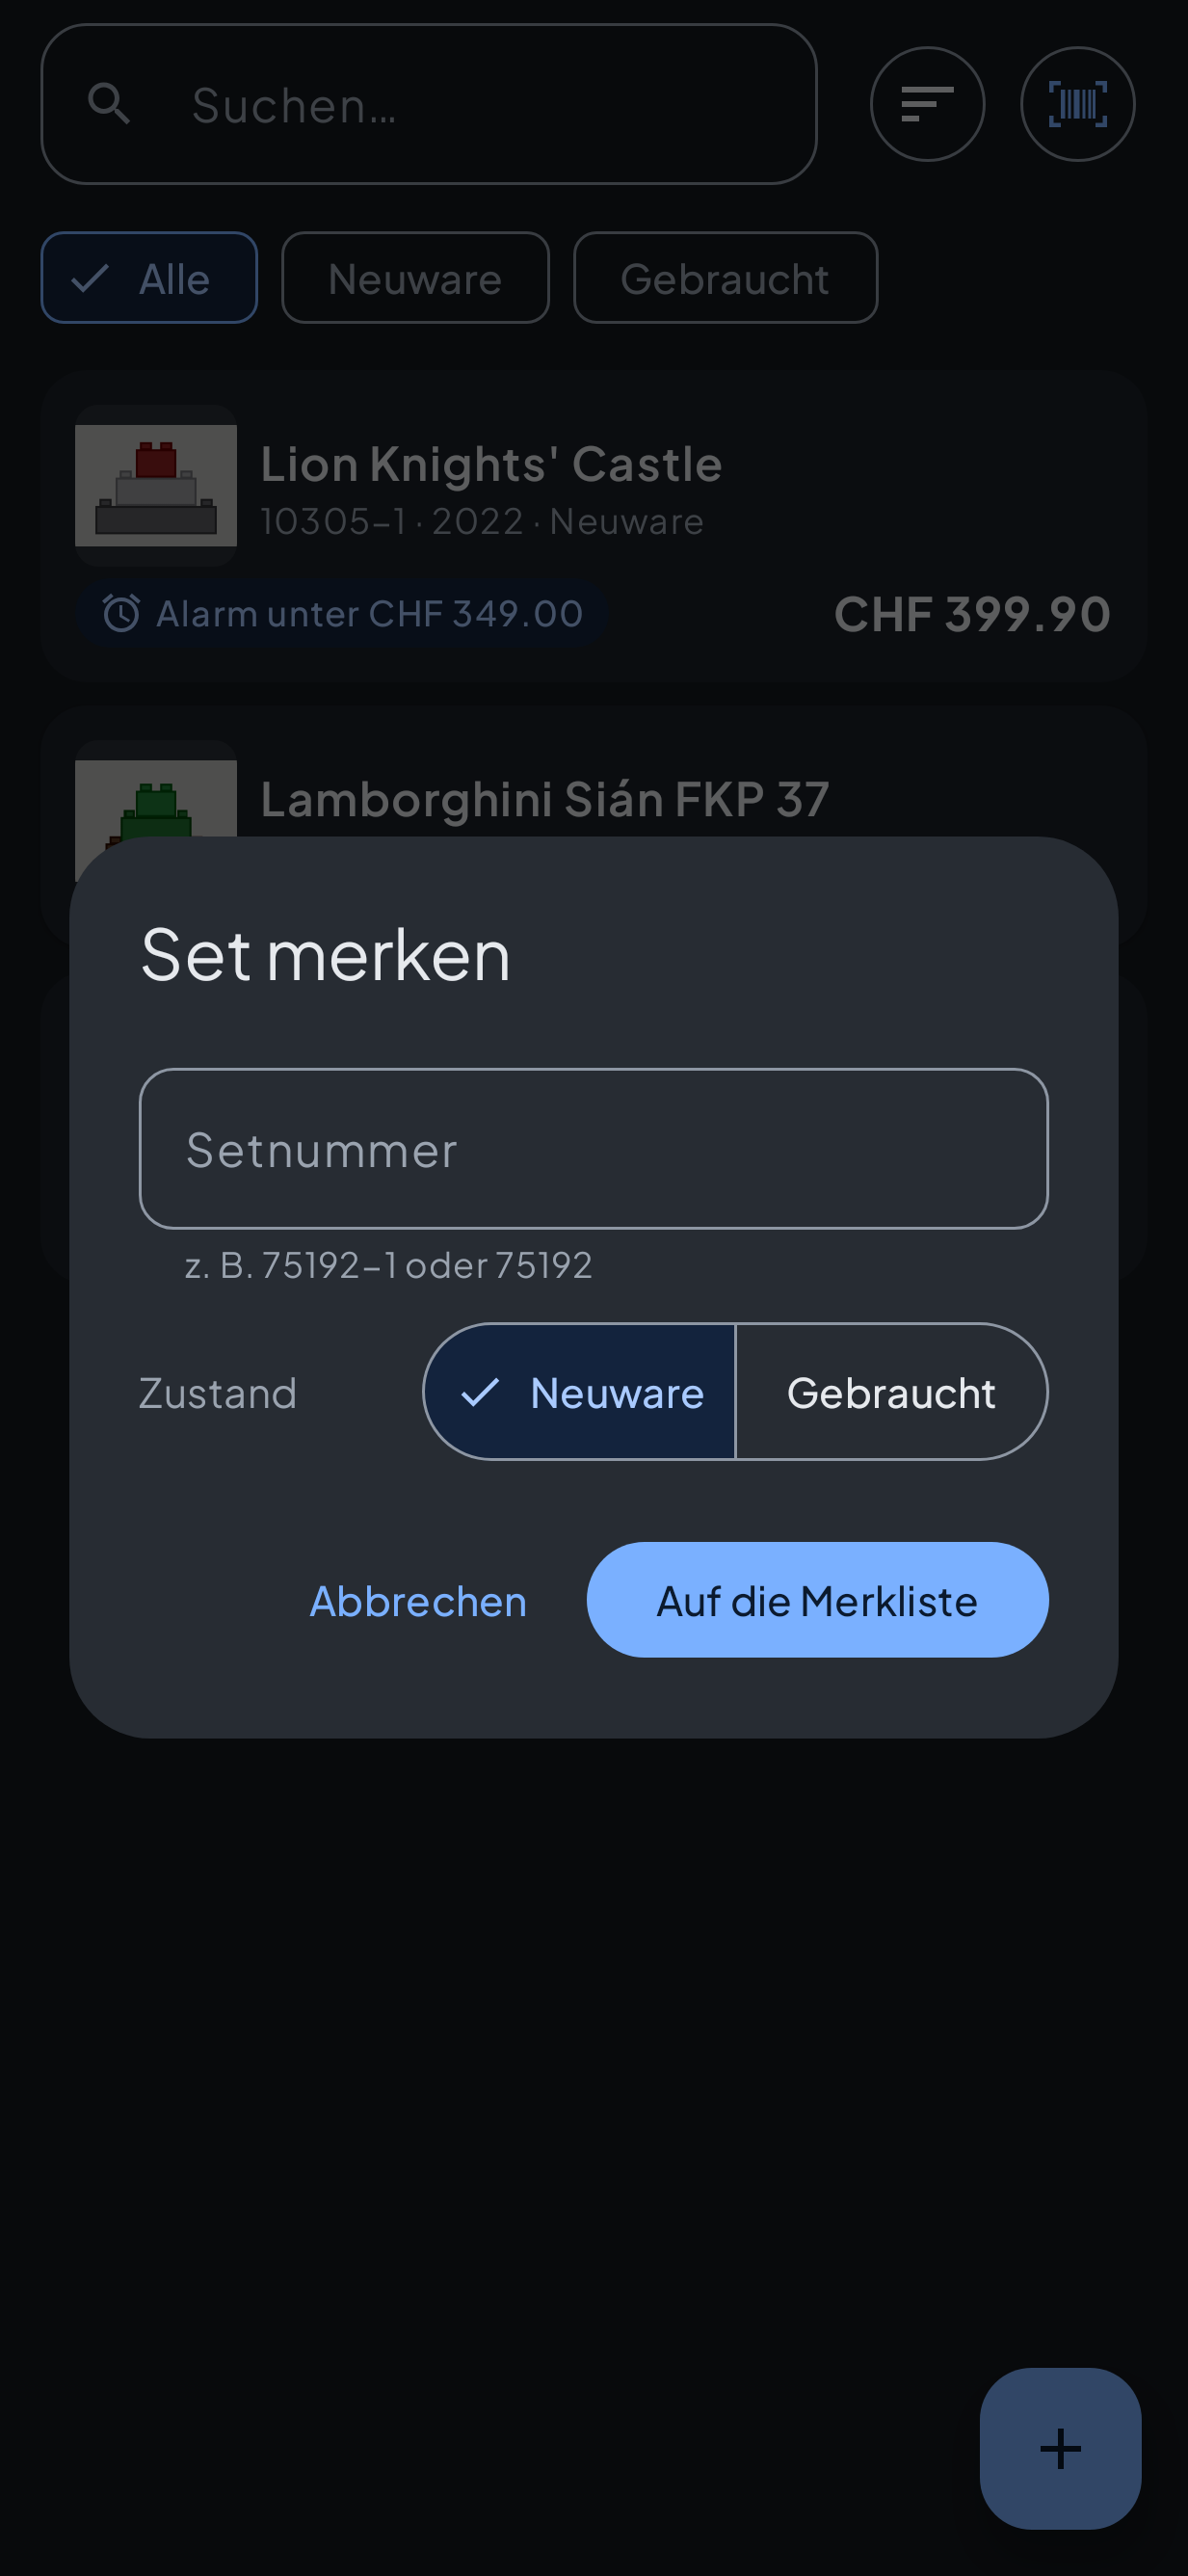 Suchen...
Alle
Neuware
Gebraucht
Lion Knights' Castle
10305-1 · 2022 · Neuware
Alarm unter CHF 349.00
CHF 399.90
Lamborghini Sián FKP 37
Set merken
Setnummer
z. B. 75192-1 oder 75192
Zustand
Neuware
Gebraucht
Abbrechen
Auf die Merkliste